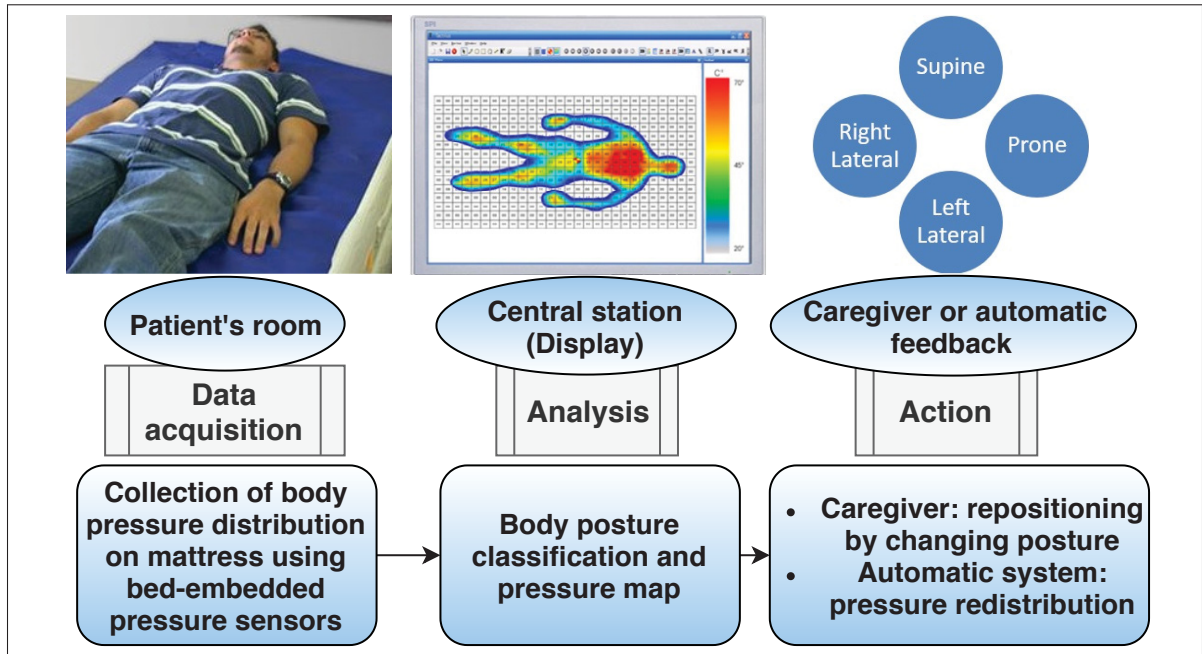 Supine
Right
Lateral
Prone
Left
Lateral
C°
70°
45°
20°
Patient's room
Central station
(Display)
Caregiver or automatic
feedback
Data
acquisition
Analysis
Action
Collection of body
pressure distribution
on mattress using
bed-embedded
pressure sensors
Body posture
classification and
pressure map
• Caregiver: repositioning
by changing posture
• Automatic system:
pressure redistribution